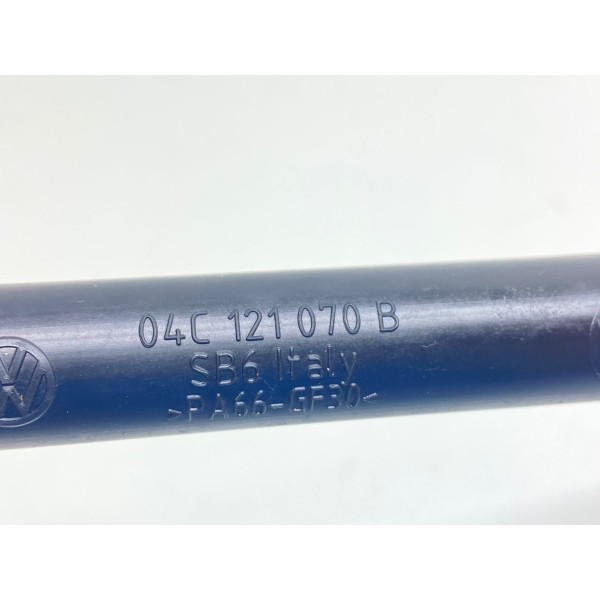 04C 121 070 B
SB6 Italy
>PA66-GF30<